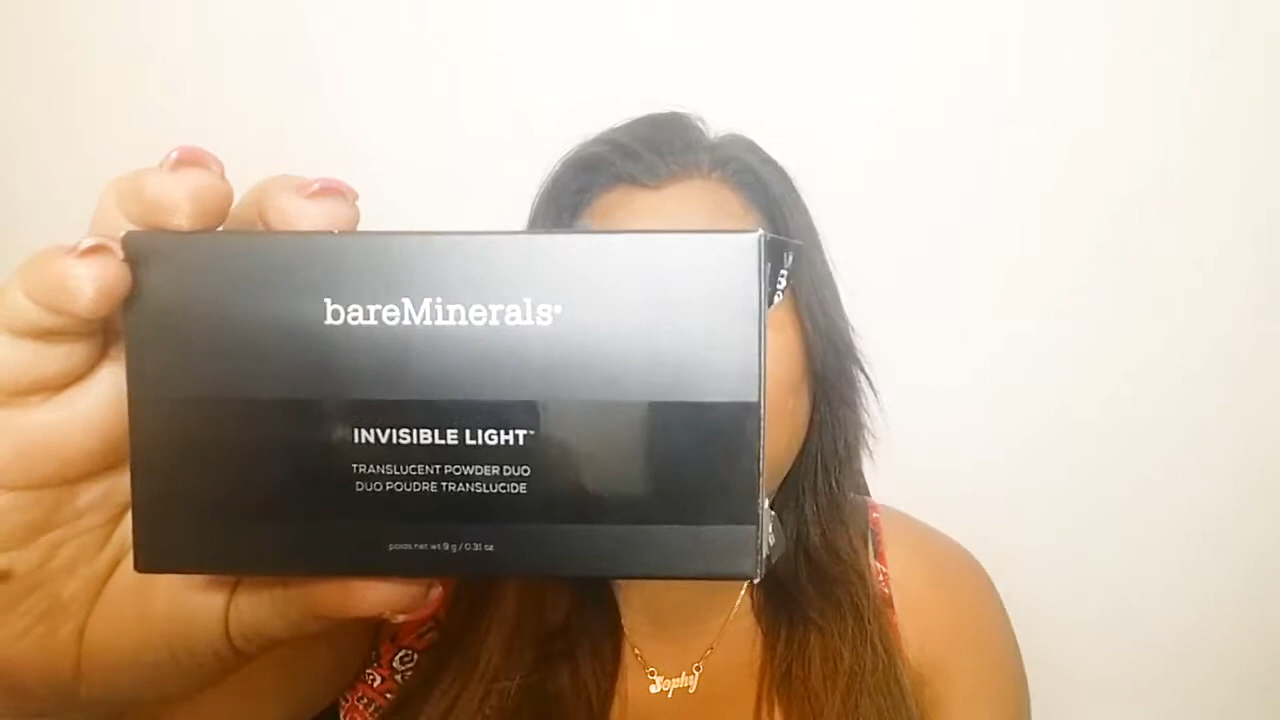 bareMinerals
INVISIBLE LIGHT™
TRANSLUCENT POWDER DUO
DUO POUDRE TRANSLUCIDE
poids net wt 9 g / 0.31 oz
Sophy